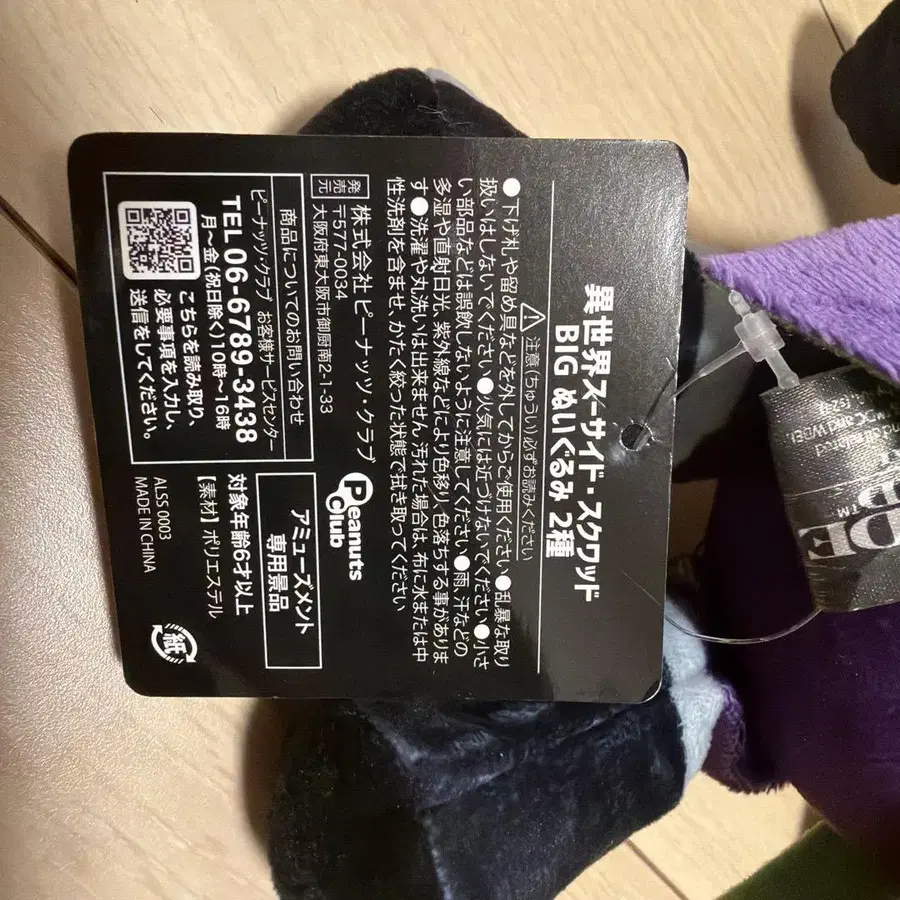 異世界スーサイド・スクワッド
BIG ぬいぐるみ 2種
⚠注意(ちゅうい)必ずお読みください
●下げ札や留め具などを外してからご使用ください●乱暴な取り
扱いはしないでください●火気には近づけないでください●小さ
い部品などは誤飲しないように注意してください●雨、汗などの
多湿や直射日光、紫外線などにより色移り、色落ちする事がありま
す●洗濯や丸洗いは出来ません 汚れた場合は、布に水または中
性洗剤を含ませ、かたく絞った状態で拭き取ってください
発売元 株式会社ピーナッツ・クラブ
〒577-0034
大阪府東大阪市御厨南2-1-33
Peanuts
Club
商品についてのお問い合わせ
ピーナッツ・クラブ お客様サービスセンター
TEL 06-6789-3438
月~金(祝日除く)10時~16時
こちらを読み取り、
必要事項を入力し、
送信をしてください。
アミューズメント
専用景品
対象年齢6才以上
【素材】ポリエステル
ALSS 0003
MADE IN CHINA
紙